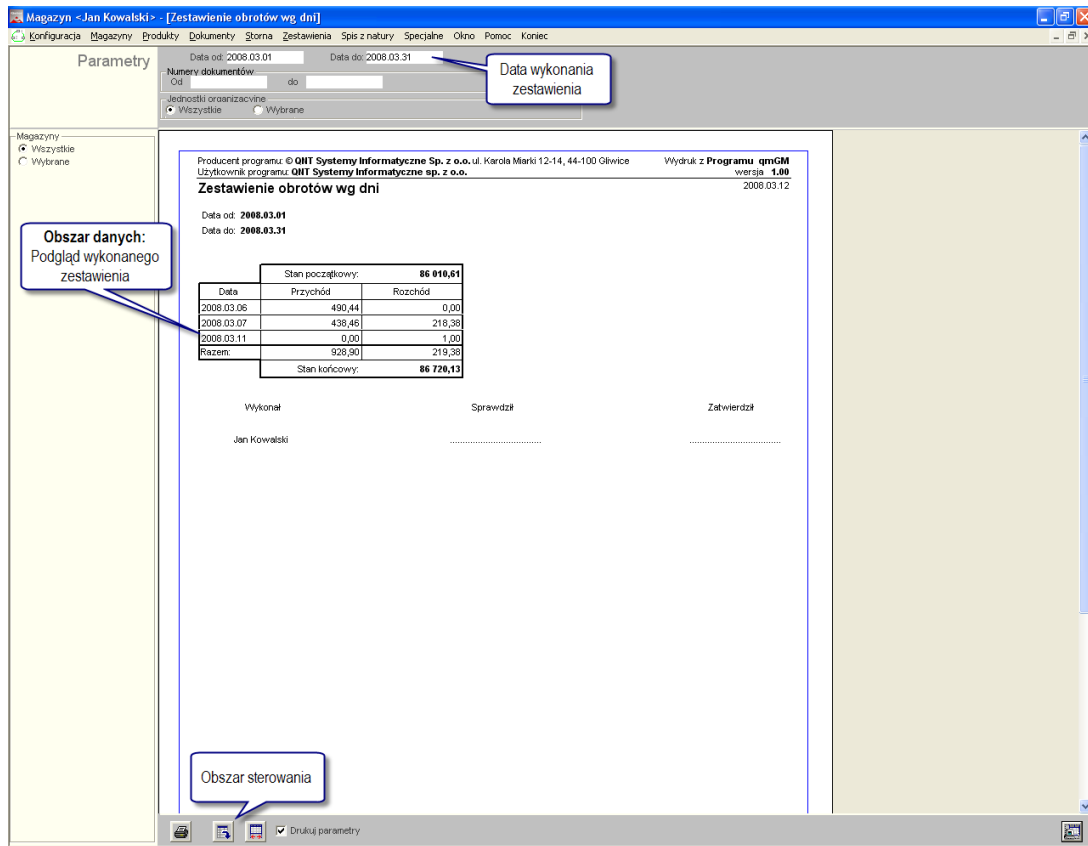 Magazyn <Jan Kowalski> - [Zestawienie obrotów wg dni]
Konfiguracja Magazyny Produkty Dokumenty Storna Zestawienia Spis z natury Specjalne Okno Pomoc Koniec
Parametry
Data od: 2008.03.01 Data do: 2008.03.31
Numery dokumentów
Od do
Jednostki organizacyjne
Wszystkie Wybrane
Data wykonania
zestawienia
Magazyny
Wszystkie
Wybrane
Obszar danych:
Podgląd wykonanego
zestawienia
Producent programu: © QNT Systemy Informatyczne Sp. z o.o. ul. Karola Miarki 12-14, 44-100 Gliwice Wydruk z Programu qmGM
Użytkownik programu: QNT Systemy Informatyczne sp. z o.o. wersja 1.00
Zestawienie obrotów wg dni 2008.03.12
Data od: 2008.03.01
Data do: 2008.03.31
Stan początkowy: 86 010,61
Data Przychód Rozchód
2008.03.06 490,44 0,00
2008.03.07 438,46 218,38
2008.03.11 0,00 1,00
Razem: 928,90 219,38
Stan końcowy: 86 720,13
Wykonał Sprawdził Zatwierdził
Jan Kowalski .................................. ..................................
Obszar sterowania
Drukuj parametry